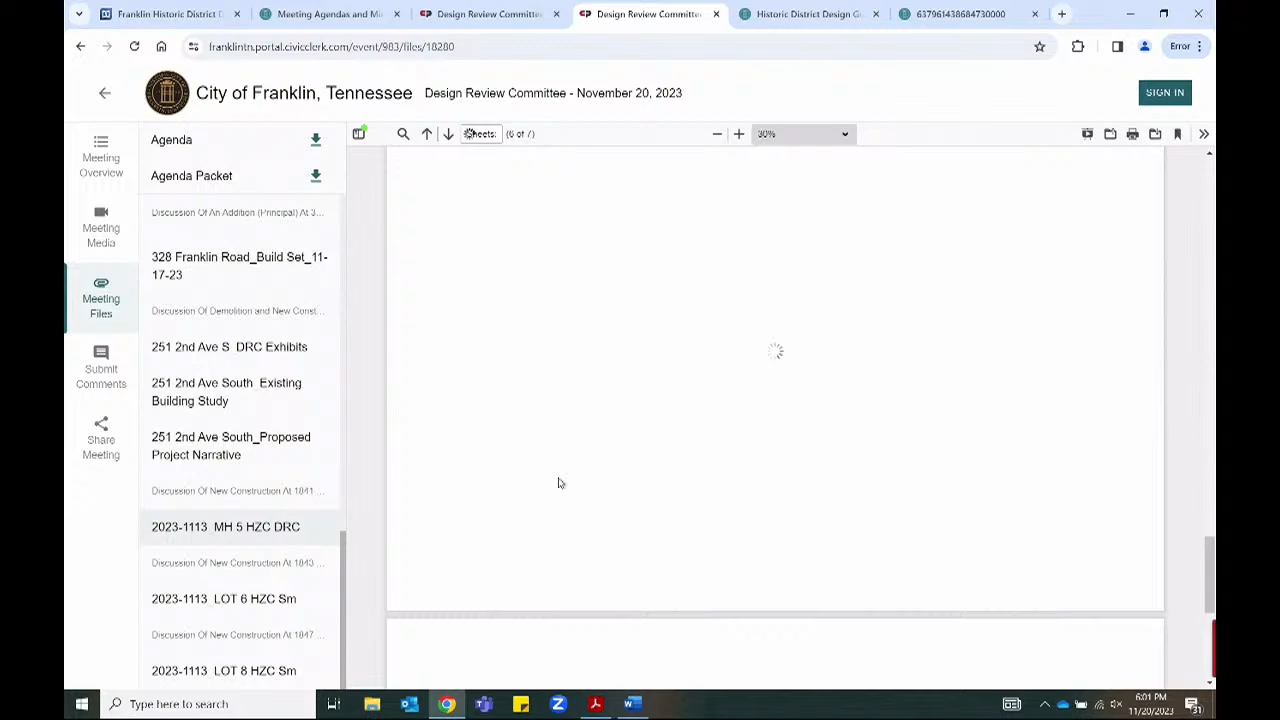 Franklin Historic District D
Meeting Agendas and Mi
Design Review Committe
Design Review Committe
Historic District Design Gu
637961438684730000
franklintn.portal.civicclerk.com/event/983/files/18280
Error
City of Franklin, Tennessee
Design Review Committee - November 20, 2023
SIGN IN
Agenda
(6 of 7)
30%
Agenda Packet
Meeting
Overview
Meeting
Media
Meeting
Files
Submit
Comments
Share
Meeting
Discussion Of An Addition (Principal) At 3...
328 Franklin Road_Build Set_11-
17-23
Discussion Of Demolition and New Const...
251 2nd Ave S DRC Exhibits
251 2nd Ave South Existing
Building Study
251 2nd Ave South_Proposed
Project Narrative
Discussion Of New Construction At 1841 ...
2023-1113 MH 5 HZC DRC
Discussion Of New Construction At 1843 ...
2023-1113 LOT 6 HZC Sm
Discussion Of New Construction At 1847 ...
2023-1113 LOT 8 HZC Sm
Type here to search
6:01 PM
11/20/2023
31